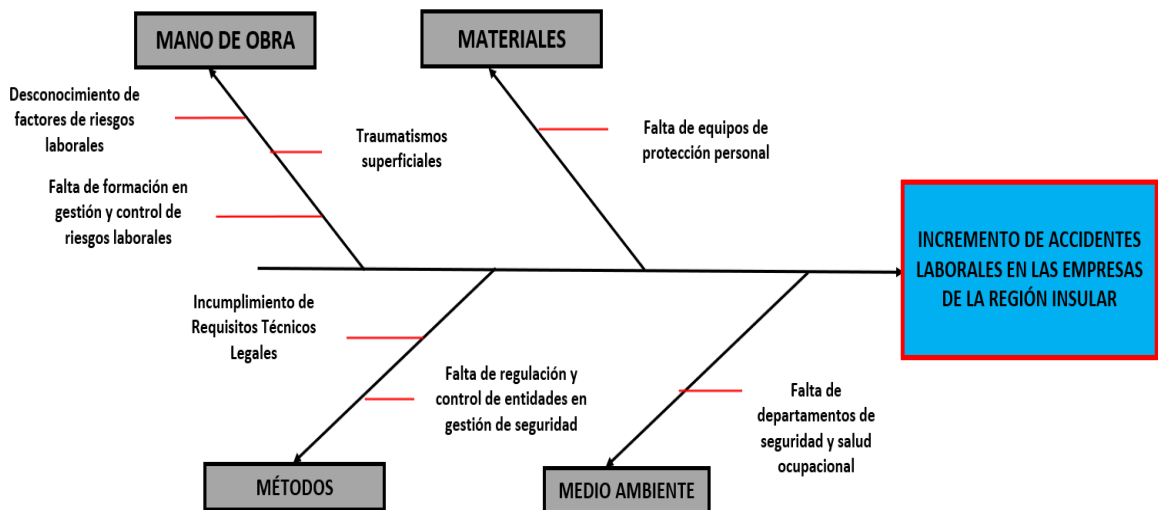 MANO DE OBRA
MATERIALES
Desconocimiento de
factores de riesgos
laborales
Traumatismos
superficiales
Falta de equipos de
protección personal
Falta de formación en
gestión y control de
riesgos laborales
INCREMENTO DE ACCIDENTES
LABORALES EN LAS EMPRESAS
DE LA REGIÓN INSULAR
Incumplimiento de
Requisitos Técnicos
Legales
Falta de regulación y
control de entidades en
gestión de seguridad
Falta de
departamentos de
seguridad y salud
ocupacional
MÉTODOS
MEDIO AMBIENTE